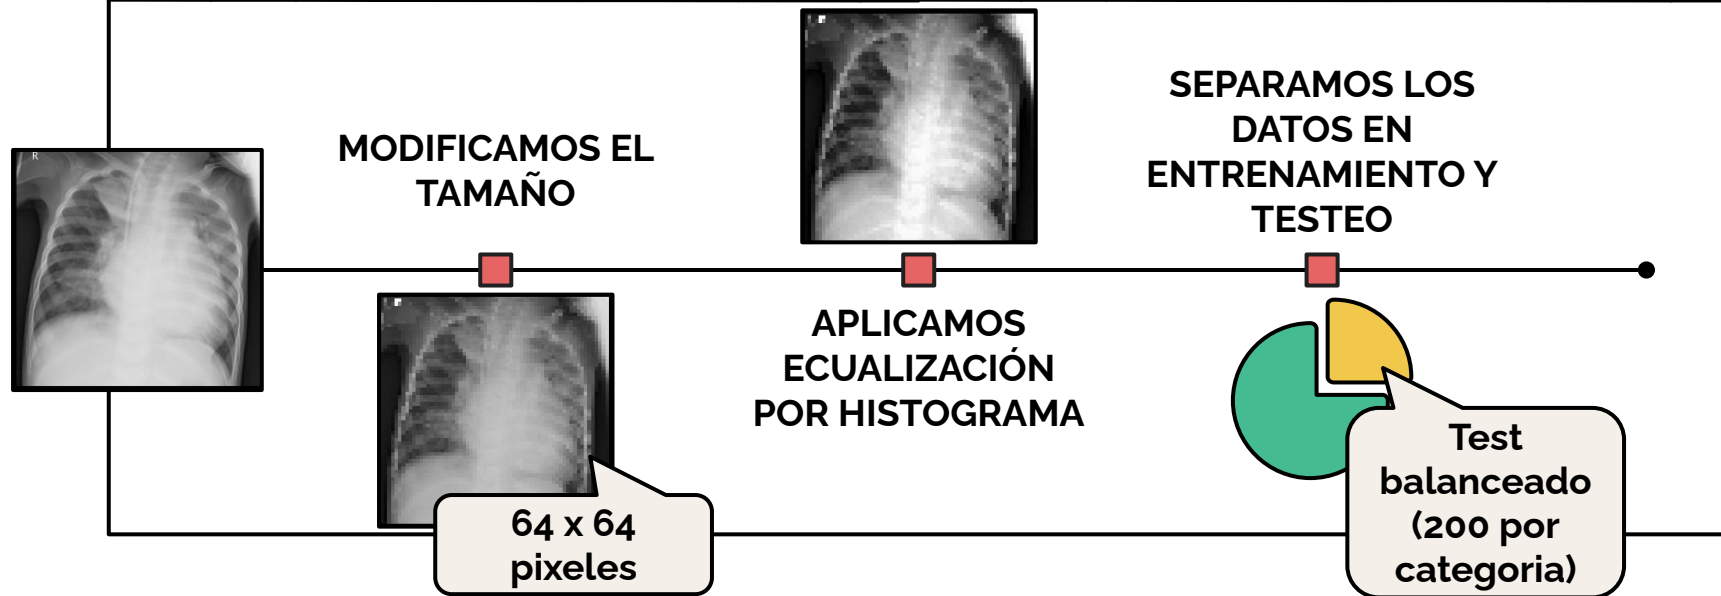 R
MODIFICAMOS EL
TAMAÑO
64 x 64
pixeles
APLICAMOS
ECUALIZACIÓN
POR HISTOGRAMA
SEPARAMOS LOS
DATOS EN
ENTRENAMIENTO Y
TESTEO
Test
balanceado
(200 por
categoria)